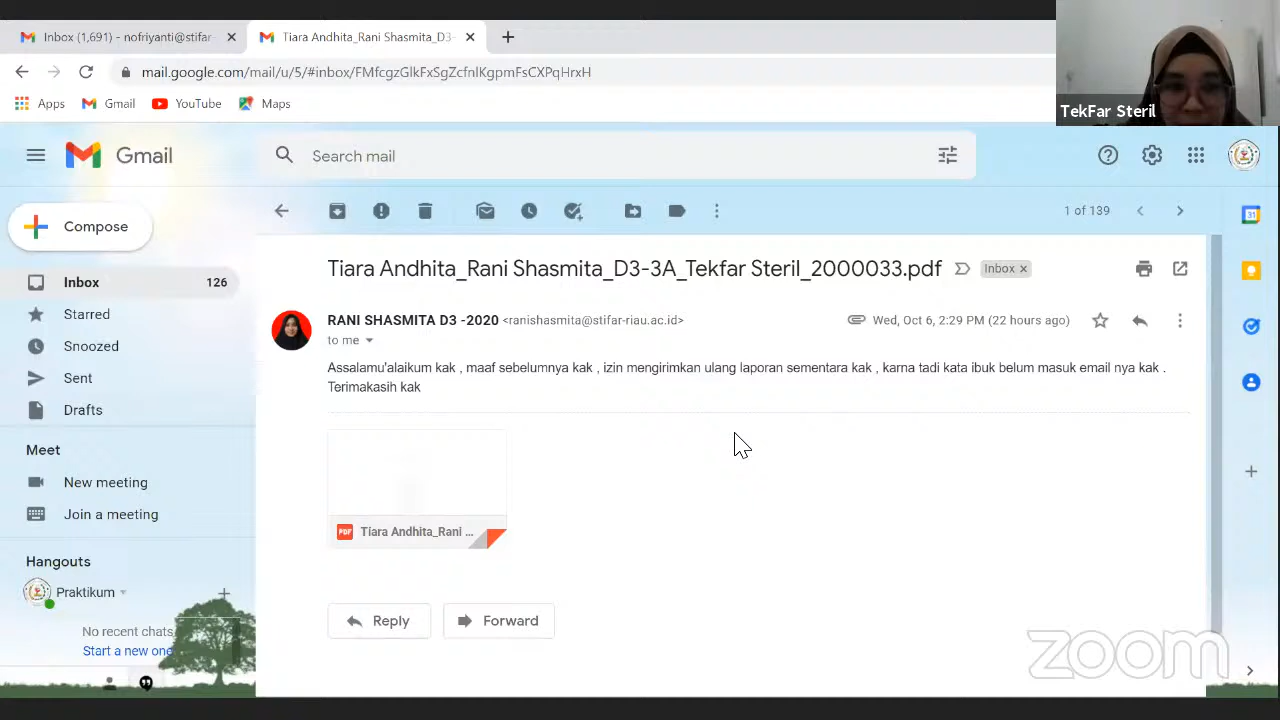 Inbox (1,691) - nofriyanti@stifar
Tiara Andhita_Rani Shasmita_D3-
TekFar Steril
mail.google.com/mail/u/5/#inbox/FMfcgzGlkFxSgZcfnlKgpmFsCXPqHrxH
Apps Gmail YouTube Maps
Gmail
Search mail
Compose
1 of 139
31
Inbox 126
Starred
Snoozed
Sent
Drafts
Meet
New meeting
Join a meeting
Hangouts
Praktikum
No recent chats
Start a new one
Tiara Andhita_Rani Shasmita_D3-3A_Tekfar Steril_2000033.pdf
Inbox x
RANI SHASMITA D3 -2020 <ranishasmita@stifar-riau.ac.id>
Wed, Oct 6, 2:29 PM (22 hours ago)
to me
Assalamu'alaikum kak , maaf sebelumnya kak , izin mengirimkan ulang laporan sementara kak , karna tadi kata ibuk belum masuk email nya kak .
Terimakasih kak
PDF Tiara Andhita_Rani ...
Reply
Forward
zoom